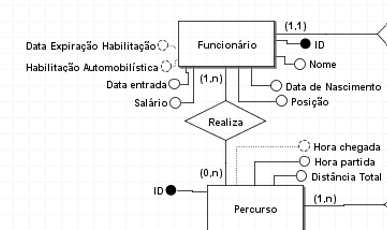 (1,1)
Data Expiração Habilitação
Funcionário
ID
Habilitação Automobilística
Nome
Data entrada
(1,n)
Data de Nascimento
Salário
Posição
Realiza
Hora chegada
Hora partida
(0,n)
Distância Total
ID
(1,n)
Percurso